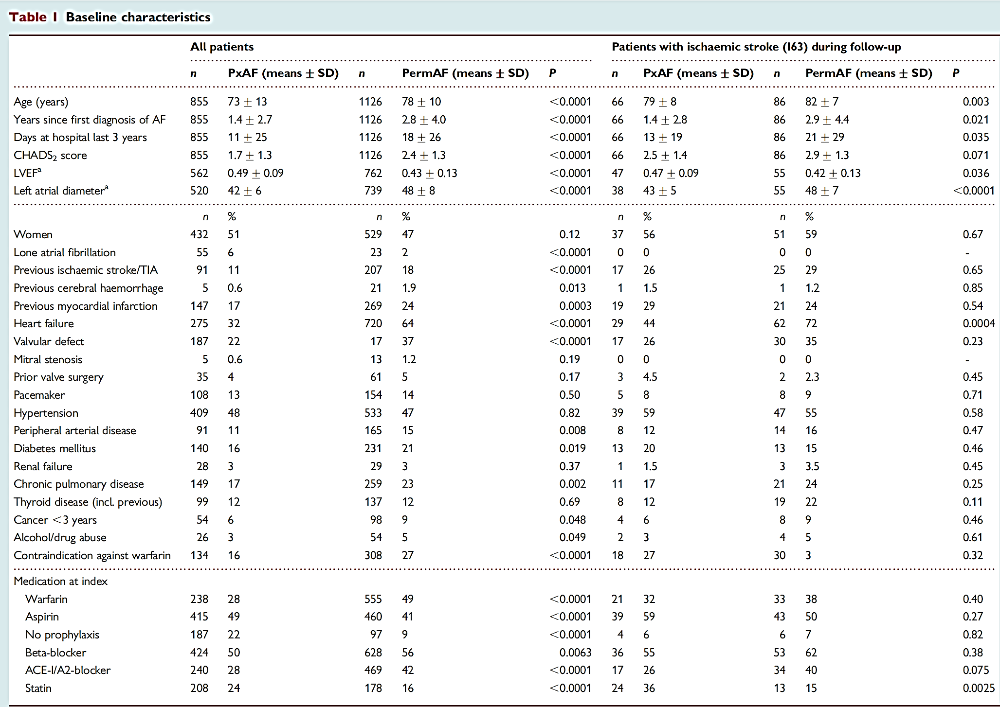 Table 1 Baseline characteristics
All patients Patients with ischaemic stroke (I63) during follow-up
n PxAF (means ± SD) n PermAF (means ± SD) P n PxAF (means ± SD) n PermAF (means ± SD) P
Age (years) 855 73 ± 13 1126 78 ± 10 <0.0001 66 79 ± 8 86 82 ± 7 0.003
Years since first diagnosis of AF 855 1.4 ± 2.7 1126 2.8 ± 4.0 <0.0001 66 1.4 ± 2.8 86 2.9 ± 4.4 0.021
Days at hospital last 3 years 855 11 ± 25 1126 18 ± 26 <0.0001 66 13 ± 19 86 21 ± 29 0.035
CHADS₂ score 855 1.7 ± 1.3 1126 2.4 ± 1.3 <0.0001 66 2.5 ± 1.4 86 2.9 ± 1.3 0.071
LVEFᵃ 562 0.49 ± 0.09 762 0.43 ± 0.13 <0.0001 47 0.47 ± 0.09 55 0.42 ± 0.13 0.036
Left atrial diameterᵃ 520 42 ± 6 739 48 ± 8 <0.0001 38 43 ± 5 55 48 ± 7 <0.0001
n % n % n % n %
Women 432 51 529 47 0.12 37 56 51 59 0.67
Lone atrial fibrillation 55 6 23 2 <0.0001 0 0 0 0 -
Previous ischaemic stroke/TIA 91 11 207 18 <0.0001 17 26 25 29 0.65
Previous cerebral haemorrhage 5 0.6 21 1.9 0.013 1 1.5 1 1.2 0.85
Previous myocardial infarction 147 17 269 24 0.0003 19 29 21 24 0.54
Heart failure 275 32 720 64 <0.0001 29 44 62 72 0.0004
Valvular defect 187 22 17 37 <0.0001 17 26 30 35 0.23
Mitral stenosis 5 0.6 13 1.2 0.19 0 0 0 0 -
Prior valve surgery 35 4 61 5 0.17 3 4.5 2 2.3 0.45
Pacemaker 108 13 154 14 0.50 5 8 8 9 0.71
Hypertension 409 48 533 47 0.82 39 59 47 55 0.58
Peripheral arterial disease 91 11 165 15 0.008 8 12 14 16 0.47
Diabetes mellitus 140 16 231 21 0.019 13 20 13 15 0.46
Renal failure 28 3 29 3 0.37 1 1.5 3 3.5 0.45
Chronic pulmonary disease 149 17 259 23 0.002 11 17 21 24 0.25
Thyroid disease (incl. previous) 99 12 137 12 0.69 8 12 19 22 0.11
Cancer <3 years 54 6 98 9 0.048 4 6 8 9 0.46
Alcohol/drug abuse 26 3 54 5 0.049 2 3 4 5 0.61
Contraindication against warfarin 134 16 308 27 <0.0001 18 27 30 3 0.32
Medication at index
Warfarin 238 28 555 49 <0.0001 21 32 33 38 0.40
Aspirin 415 49 460 41 <0.0001 39 59 43 50 0.27
No prophylaxis 187 22 97 9 <0.0001 4 6 6 7 0.82
Beta-blocker 424 50 628 56 0.0063 36 55 53 62 0.38
ACE-I/A2-blocker 240 28 469 42 <0.0001 17 26 34 40 0.075
Statin 208 24 178 16 <0.0001 24 36 13 15 0.0025